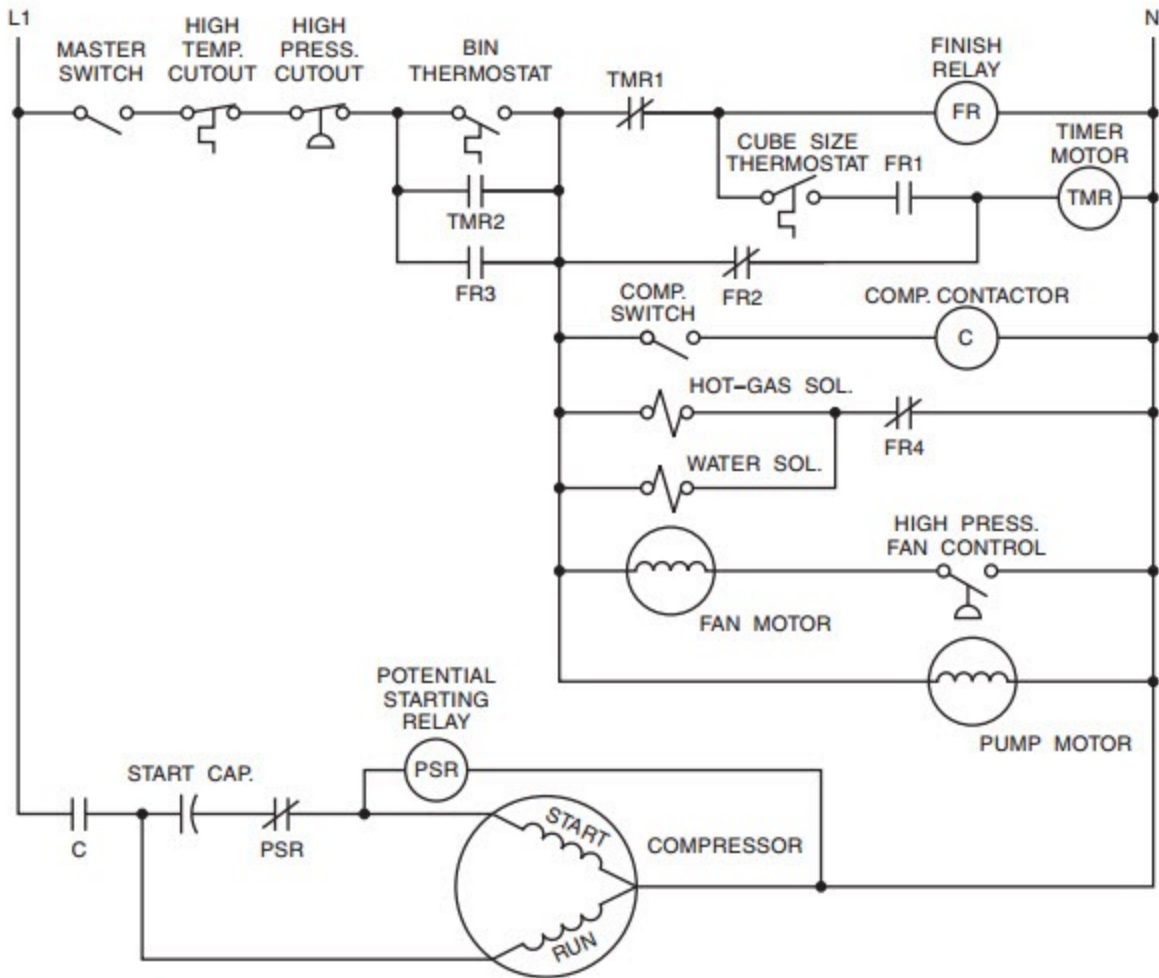 L1
N
MASTER
SWITCH
HIGH
TEMP.
CUTOUT
HIGH
PRESS.
CUTOUT
BIN
THERMOSTAT
TMR1
FINISH
RELAY
FR
CUBE SIZE
THERMOSTAT
FR1
TIMER
MOTOR
TMR
TMR2
FR3
FR2
COMP.
SWITCH
COMP. CONTACTOR
C
HOT–GAS SOL.
FR4
WATER SOL.
HIGH PRESS.
FAN CONTROL
FAN MOTOR
POTENTIAL
STARTING
RELAY
PSR
PUMP MOTOR
START CAP.
C
PSR
START
COMPRESSOR
RUN